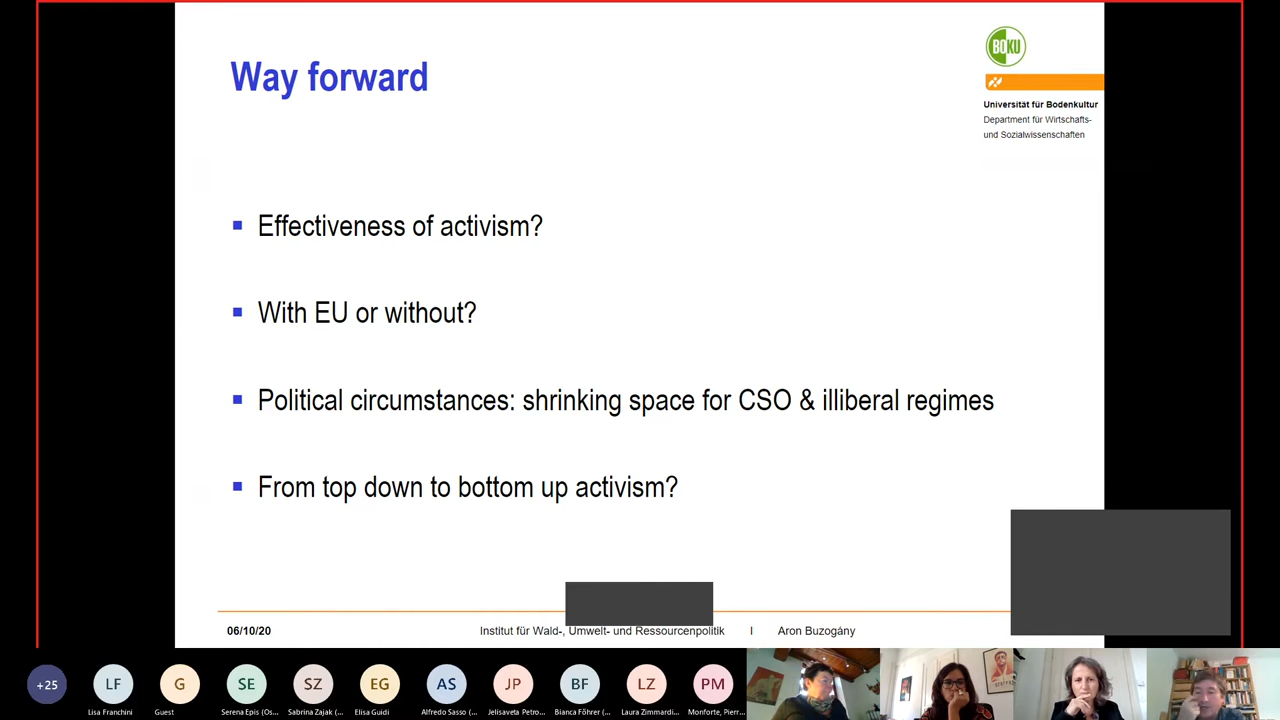 BOKU
Way forward
Universität für Bodenkultur
Department für Wirtschafts-
und Sozialwissenschaften
Effectiveness of activism?
With EU or without?
Political circumstances: shrinking space for CSO & illiberal regimes
From top down to bottom up activism?
06/10/20 Institut für Wald-, Umwelt- und Ressourcenpolitik I Aron Buzogány
+25 LF G SE SZ EG AS JP BF LZ PM
Lisa Franchini Guest Serena Epis (Os... Sabrina Zajak (... Elisa Guidi Alfredo Sasso (... Jelisaveta Petro... Bianca Föhrer (... Laura Zimmardi... Monforte, Pierr...